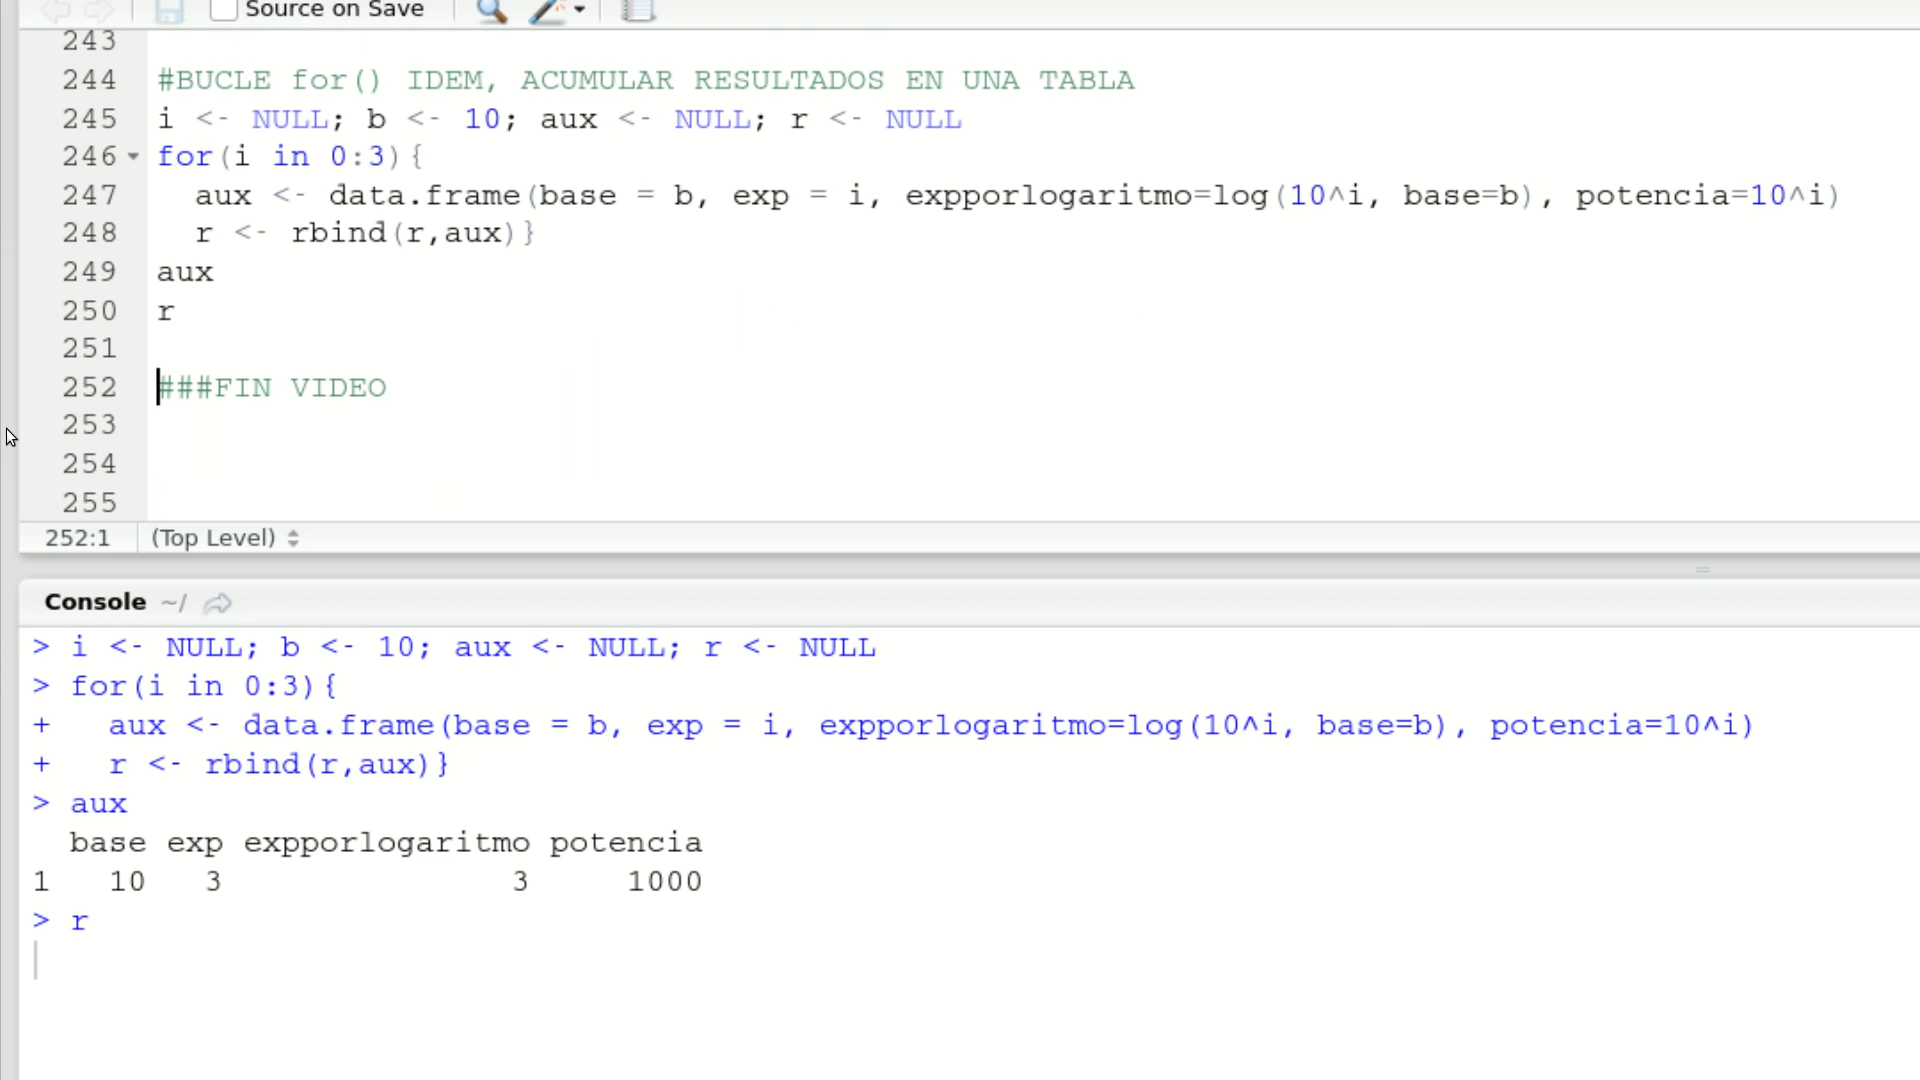 Source on Save
243
244 #BUCLE for() IDEM, ACUMULAR RESULTADOS EN UNA TABLA
245 i <- NULL; b <- 10; aux <- NULL; r <- NULL
246 for(i in 0:3){
247   aux <- data.frame(base = b, exp = i, expporlogaritmo=log(10^i, base=b), potencia=10^i)
248   r <- rbind(r,aux)}
249 aux
250 r
251
252 ###FIN VIDEO
253
254
255
252:1 (Top Level)
Console ~/
> i <- NULL; b <- 10; aux <- NULL; r <- NULL
> for(i in 0:3){
+   aux <- data.frame(base = b, exp = i, expporlogaritmo=log(10^i, base=b), potencia=10^i)
+   r <- rbind(r,aux)}
> aux
  base exp expporlogaritmo potencia
1   10   3               3     1000
> r